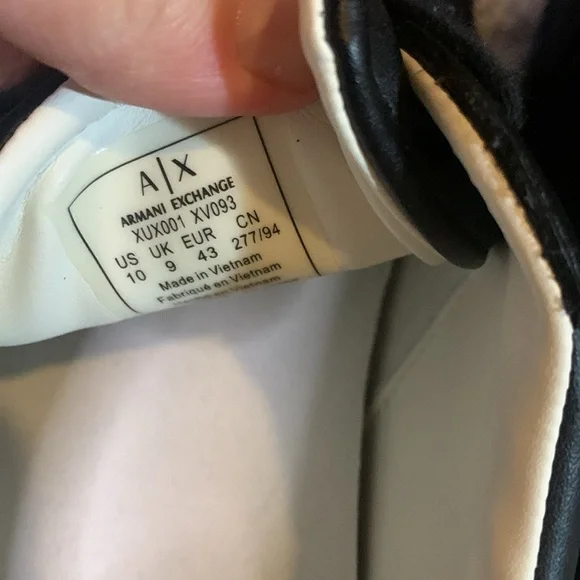 A|X
ARMANI EXCHANGE
XUX001 XV093
US UK EUR CN
10 9 43 277/94
Made in Vietnam
Fabriqué en Vietnam